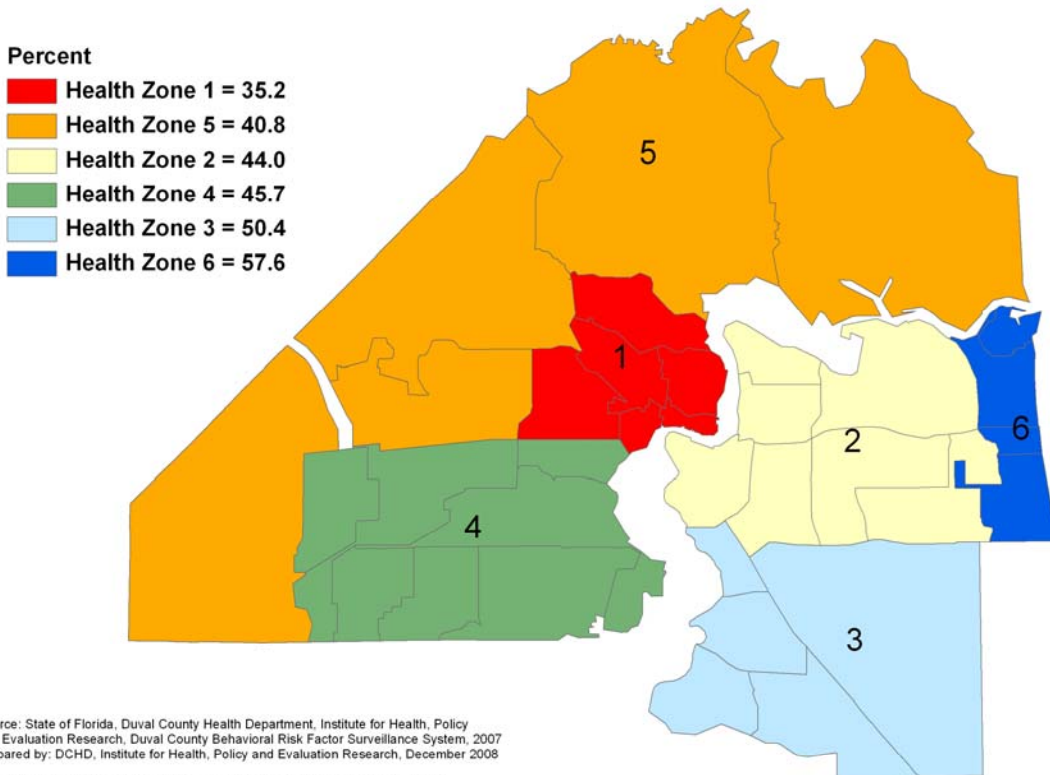 Percent
Health Zone 1 = 35.2
Health Zone 5 = 40.8
Health Zone 2 = 44.0
Health Zone 4 = 45.7
Health Zone 3 = 50.4
Health Zone 6 = 57.6
5
1
6
2
4
3
rce: State of Florida, Duval County Health Department, Institute for Health, Policy
Evaluation Research, Duval County Behavioral Risk Factor Surveillance System, 2007
pared by: DCHD, Institute for Health, Policy and Evaluation Research, December 2008